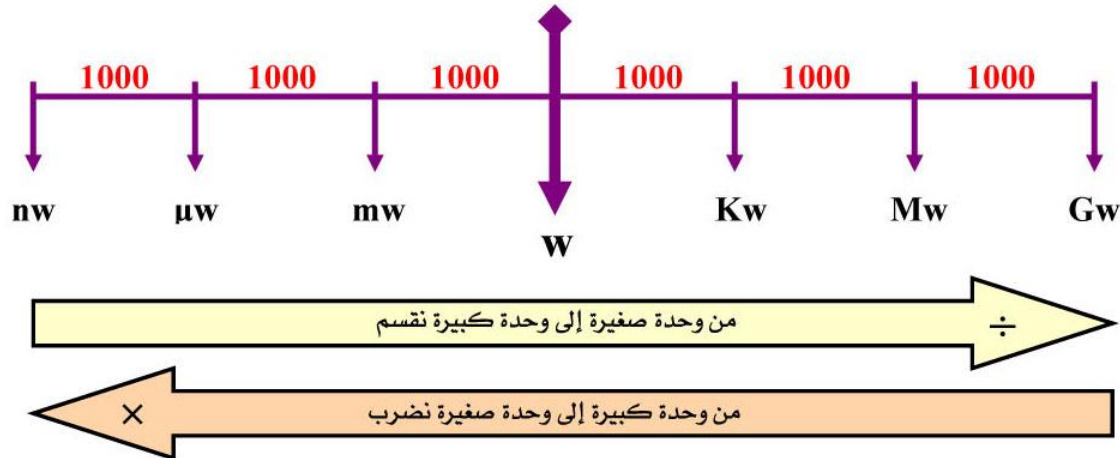 1000 1000 1000 1000 1000 1000
nw μw mw w Kw Mw Gw
من وحدة صغيرة إلى وحدة كبيرة نقسم ÷
× من وحدة كبيرة إلى وحدة صغيرة نضرب